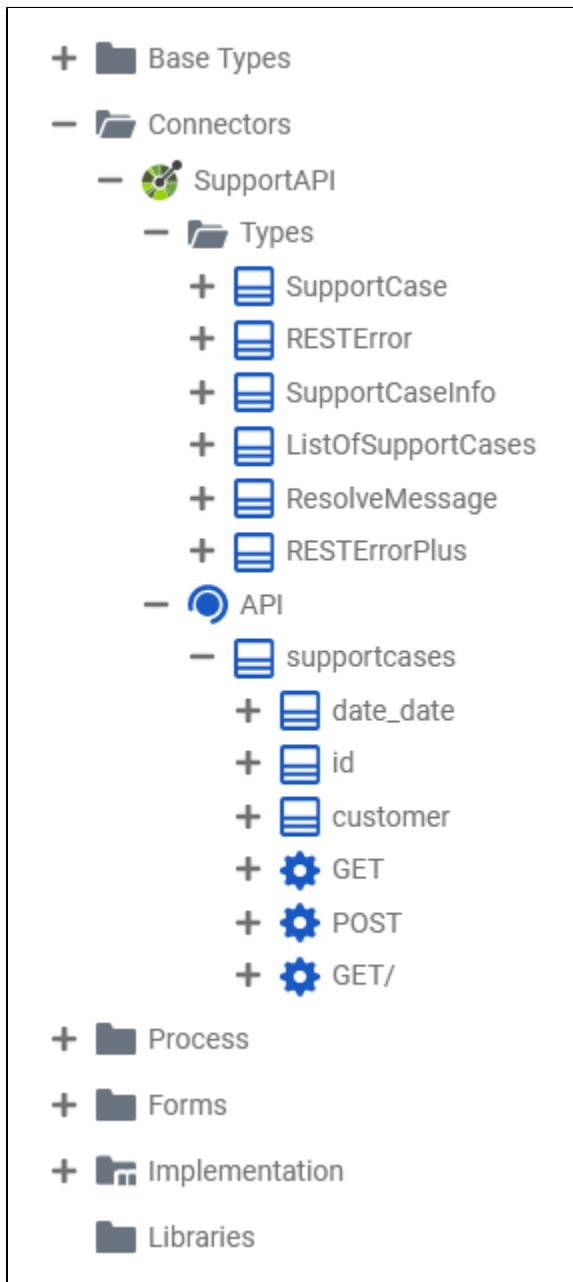 Base Types
Connectors
SupportAPI
Types
SupportCase
RESTError
SupportCaseInfo
ListOfSupportCases
ResolveMessage
RESTErrorPlus
API
supportcases
date_date
id
customer
GET
POST
GET/
Process
Forms
Implementation
Libraries